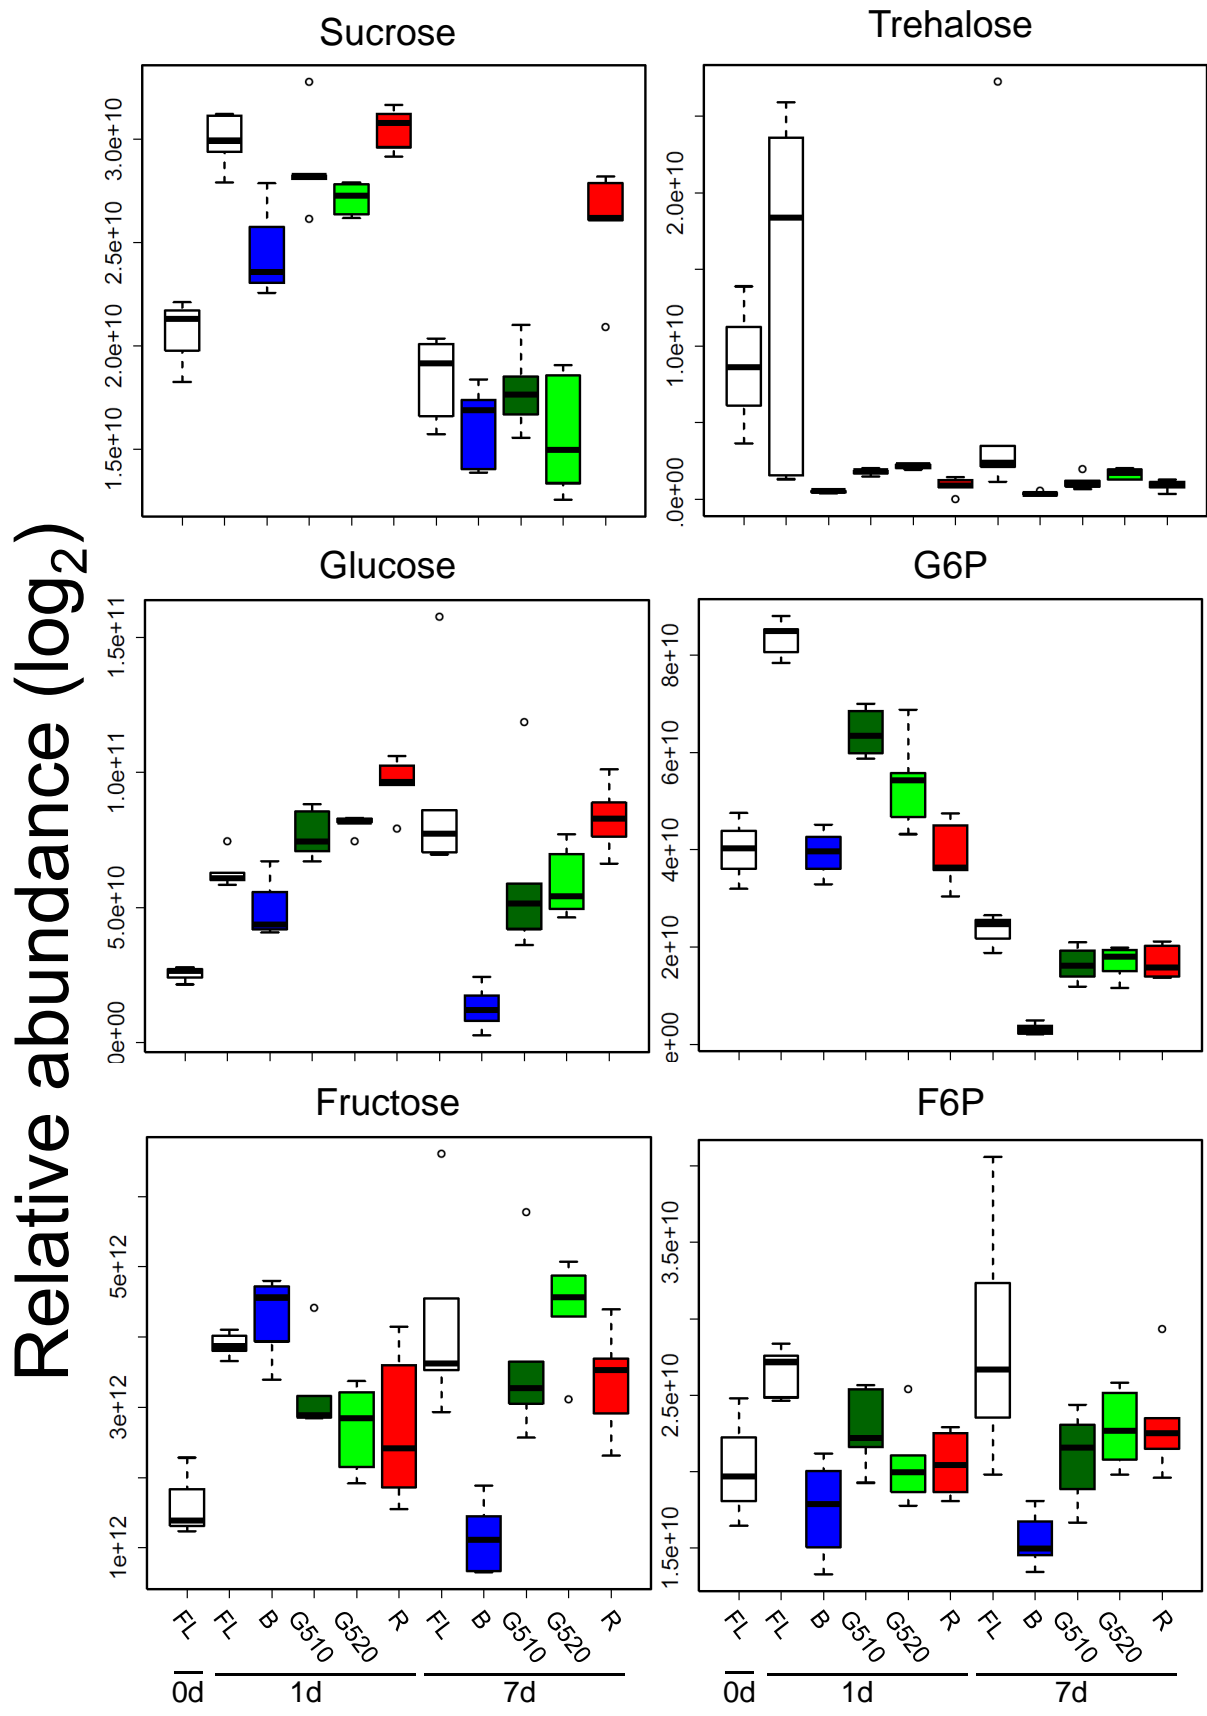 Relative abundance (log2)
Sucrose
3.0e+10
2.5e+10
2.0e+10
1.5e+10
Trehalose
2.0e+10
1.0e+10
.0e+00
Glucose
1.5e+11
1.0e+11
5.0e+10
0e+00
G6P
8e+10
6e+10
4e+10
2e+10
e+00
Fructose
5e+12
3e+12
1e+12
F6P
3.5e+10
2.5e+10
1.5e+10
FL FL B G510 G520 R FL B G510 G520 R
0d 1d 7d
FL FL B G510 G520 R FL B G510 G520 R
0d 1d 7d